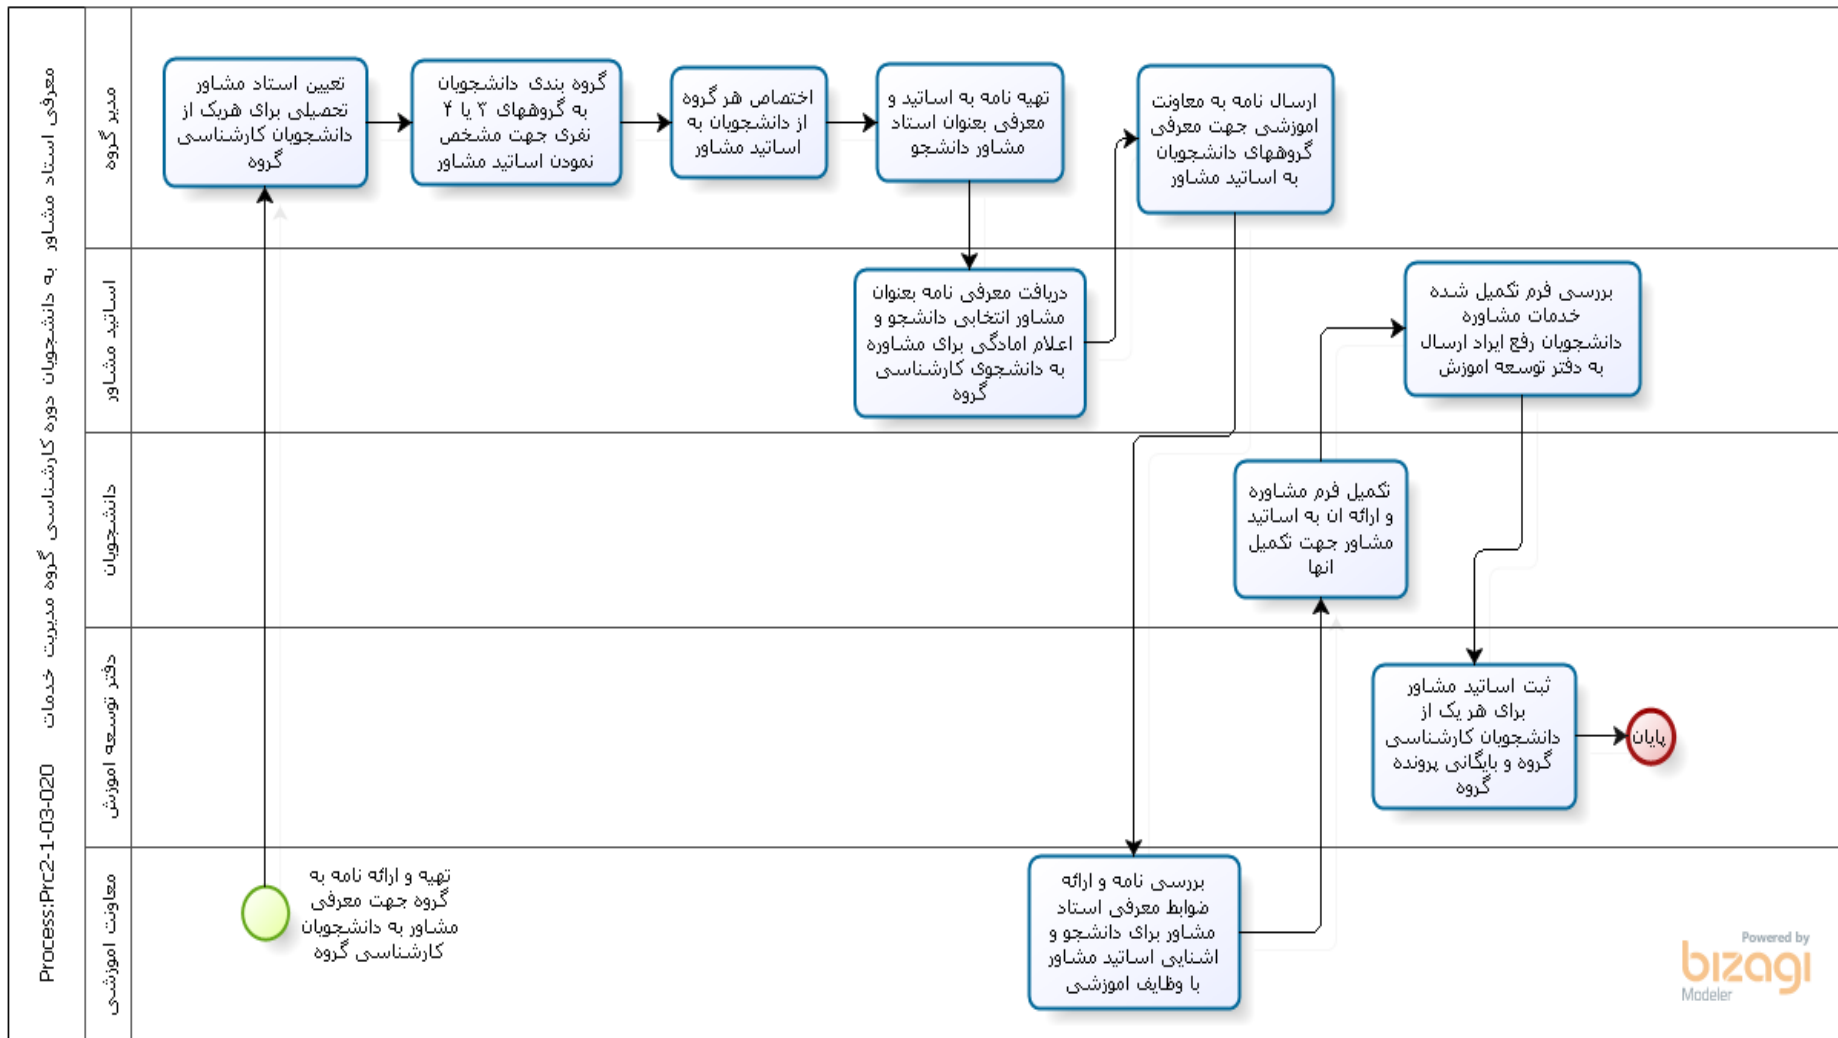 Process:Prc2-1-03-020 معرفی استاد مشاور به دانشجویان دوره کارشناسی گروه مدیریت خدمات
مدیر گروه
تعیین استاد مشاور
تحصیلی برای هریک از
دانشجویان کارشناسی
گروه
گروه بندی دانشجویان
به گروههای ۳ یا ۴
نفری جهت مشخص
نمودن اساتید مشاور
اختصاص هر گروه
از دانشجویان به
اساتید مشاور
تهیه نامه به اساتید و
معرفی بعنوان استاد
مشاور دانشجو
ارسال نامه به معاونت
اموزشی جهت معرفی
گروههای دانشجویان
به اساتید مشاور
اساتید مشاور
دریافت معرفی نامه بعنوان
مشاور انتخابی دانشجو و
اعلام امادگی برای مشاوره
به دانشجوی کارشناسی
گروه
بررسی فرم تکمیل شده
خدمات مشاوره
دانشجویان رفع ایراد ارسال
به دفتر توسعه اموزش
دانشجویان
تکمیل فرم مشاوره
و ارائه ان به اساتید
مشاور جهت تکمیل
انها
دفتر توسعه اموزش
ثبت اساتید مشاور
برای هر یک از
دانشجویان کارشناسی
گروه و بایگانی پرونده
گروه
پایان
معاونت اموزشی
تهیه و ارائه نامه به
گروه جهت معرفی
مشاور به دانشجویان
کارشناسی گروه
بررسی نامه و ارائه
ضوابط معرفی استاد
مشاور برای دانشجو و
اشنایی اساتید مشاور
با وظایف اموزشی
Powered by
bizagi
Modeler